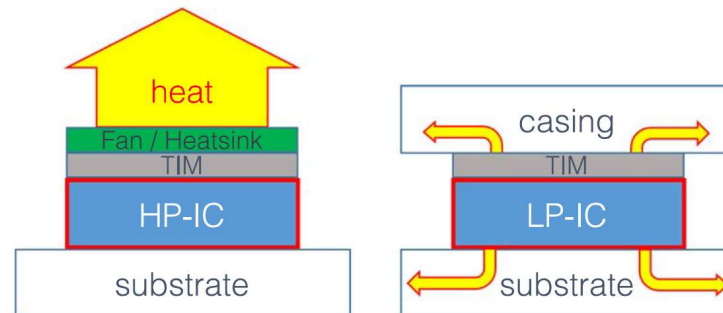 heat
Fan / Heatsink
TIM
HP-IC
substrate
casing
TIM
LP-IC
substrate